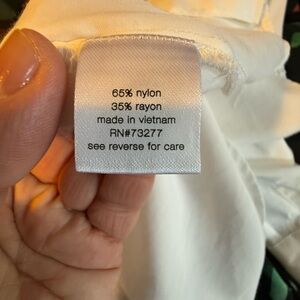 65% nylon
35% rayon
made in vietnam
RN#73277
see reverse for care